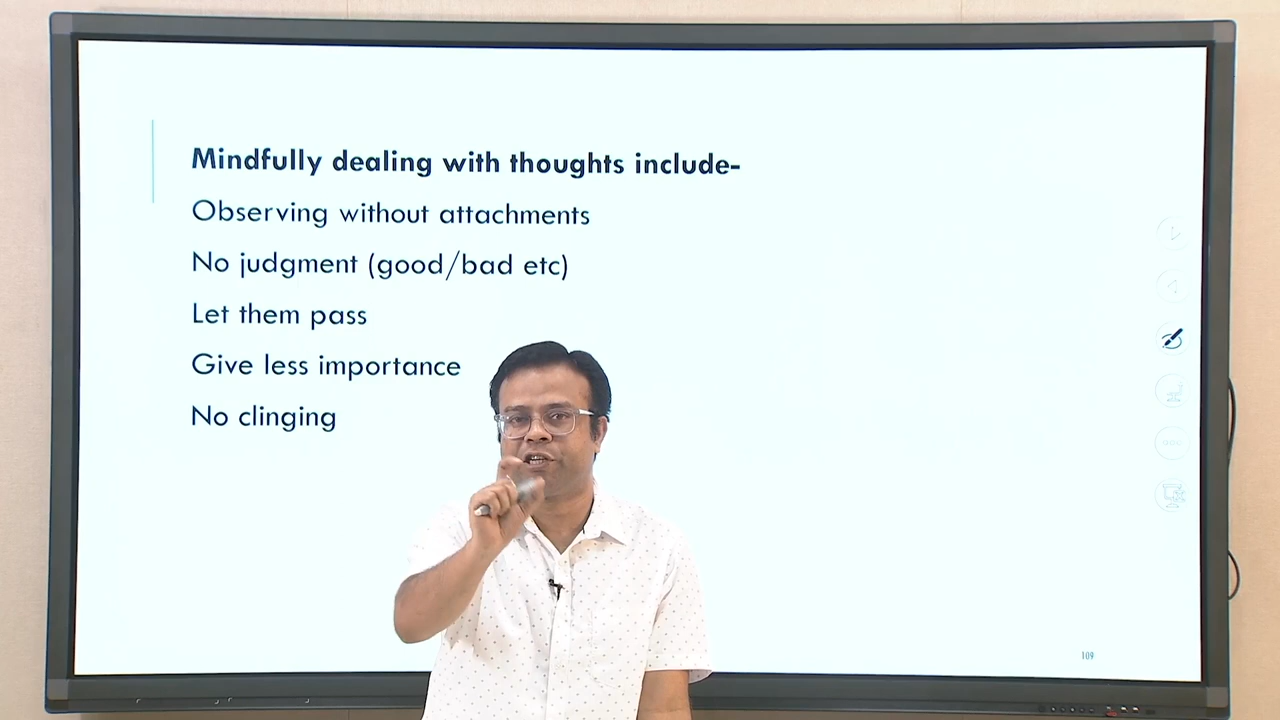 Mindfully dealing with thoughts include-
Observing without attachments
No judgment (good/bad etc)
Let them pass
Give less importance
No clinging
109